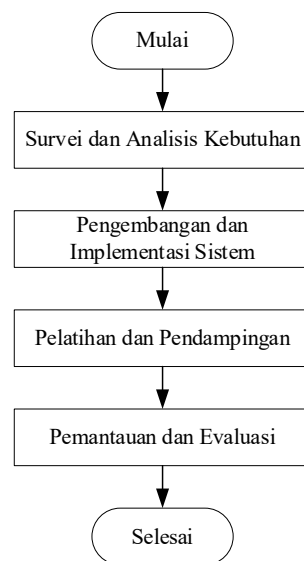 Mulai
Survei dan Analisis Kebutuhan
Pengembangan dan
Implementasi Sistem
Pelatihan dan Pendampingan
Pemantauan dan Evaluasi
Selesai